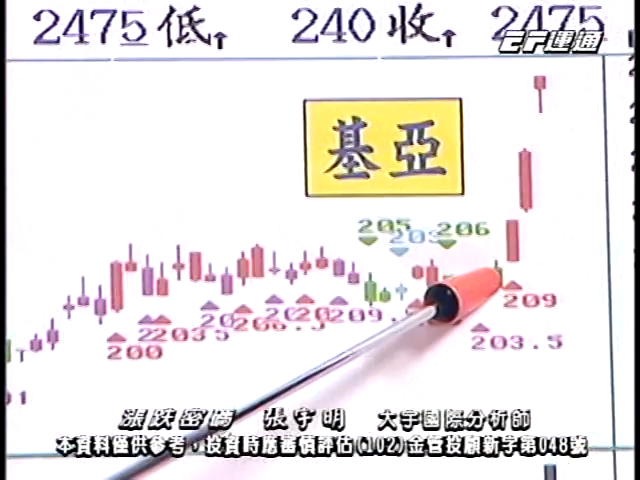 2475低↑ 240收↑ 2475
運通
基亞
205
206
209
203.5
200
漲跌密碼 張宇明 大宇國際分析師
本資料僅供參考，投資時應審慎評估(102)金管投顧新字第048號